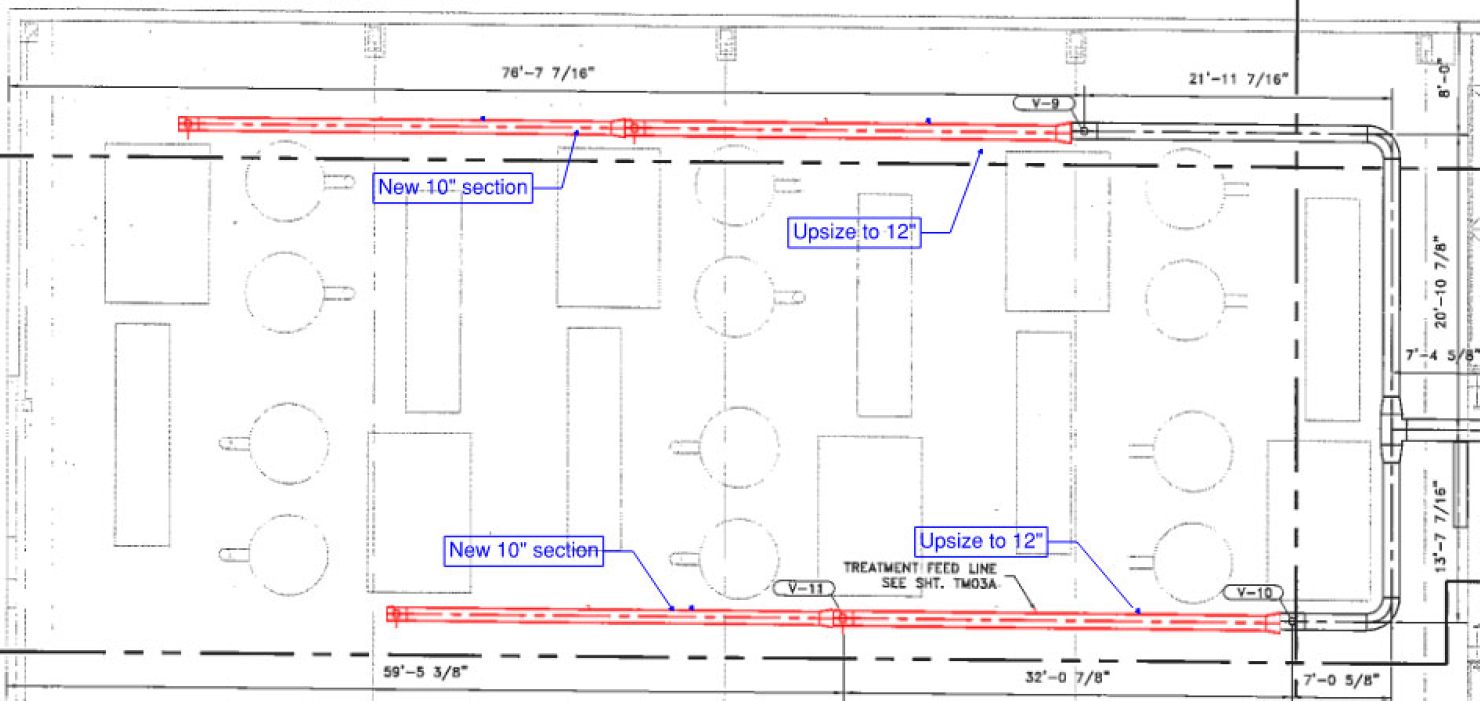 76'-7 7/16"
21'-11 7/16"
8'-0"
V-9
New 10" section
Upsize to 12"
20'-10 7/8"
7'-4 5/8"
New 10" section
Upsize to 12"
TREATMENT FEED LINE
SEE SHT. TM03A
V-11
V-10
13'-7 7/16"
59'-5 3/8"
32'-0 7/8"
7'-0 5/8"